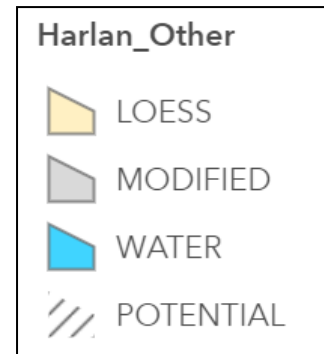 Harlan_Other
LOESS
MODIFIED
WATER
POTENTIAL